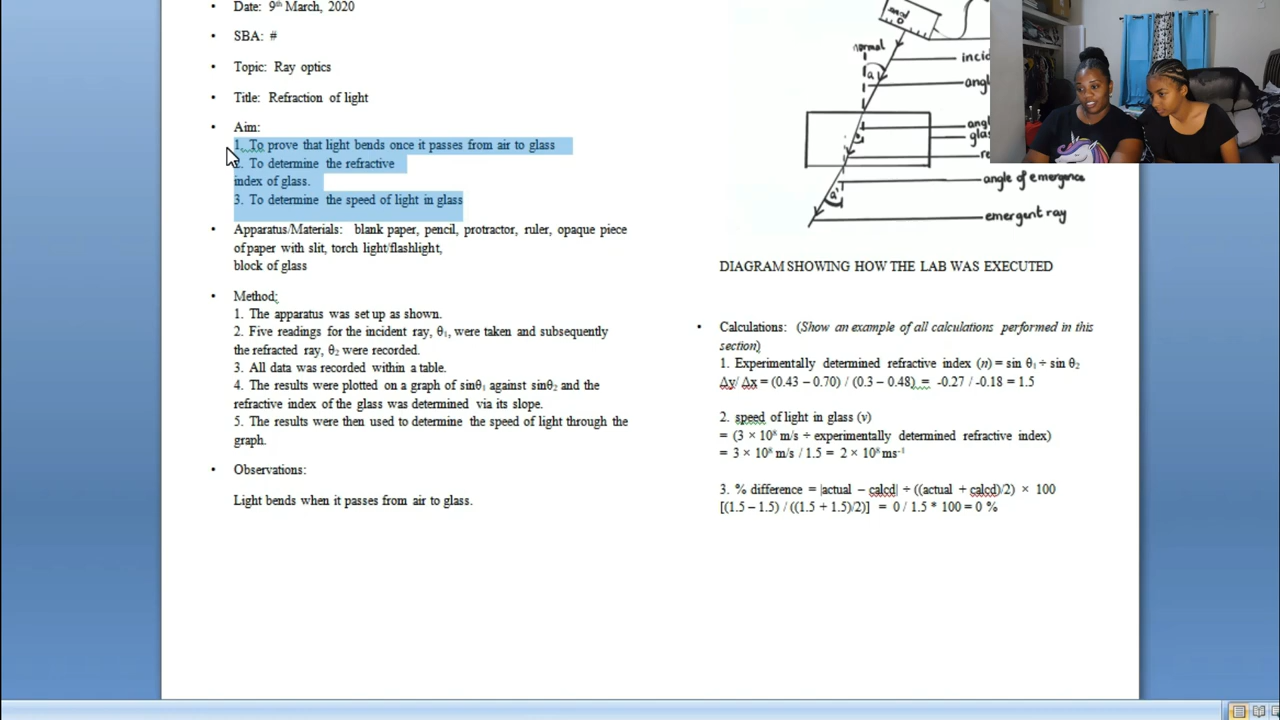 Date: 9th March, 2020
SBA: #
Topic: Ray optics
Title: Refraction of light
Aim:
1. To prove that light bends once it passes from air to glass
2. To determine the refractive
index of glass.
3. To determine the speed of light in glass
Apparatus/Materials: blank paper, pencil, protractor, ruler, opaque piece
of paper with slit, torch light/flashlight,
block of glass
Method:
1. The apparatus was set up as shown.
2. Five readings for the incident ray, θ₁, were taken and subsequently
the refracted ray, θ₂ were recorded.
3. All data was recorded within a table.
4. The results were plotted on a graph of sinθ₁ against sinθ₂ and the
refractive index of the glass was determined via its slope.
5. The results were then used to determine the speed of light through the
graph.
Observations:
Light bends when it passes from air to glass.
normal
a
angle of emergence
a'
emergent ray
DIAGRAM SHOWING HOW THE LAB WAS EXECUTED
Calculations: (Show an example of all calculations performed in this
section)
1. Experimentally determined refractive index (n) = sin θ₁ ÷ sin θ₂
Δy/ Δx = (0.43 – 0.70) / (0.3 – 0.48) = -0.27 / -0.18 = 1.5
2. speed of light in glass (v)
= (3 × 10⁸ m/s ÷ experimentally determined refractive index)
= 3 × 10⁸ m/s / 1.5 = 2 × 10⁸ ms⁻¹
3. % difference = |actual – calcd| ÷ ((actual + calcd)/2) × 100
[(1.5 – 1.5) / ((1.5 + 1.5)/2)] = 0 / 1.5 * 100 = 0 %